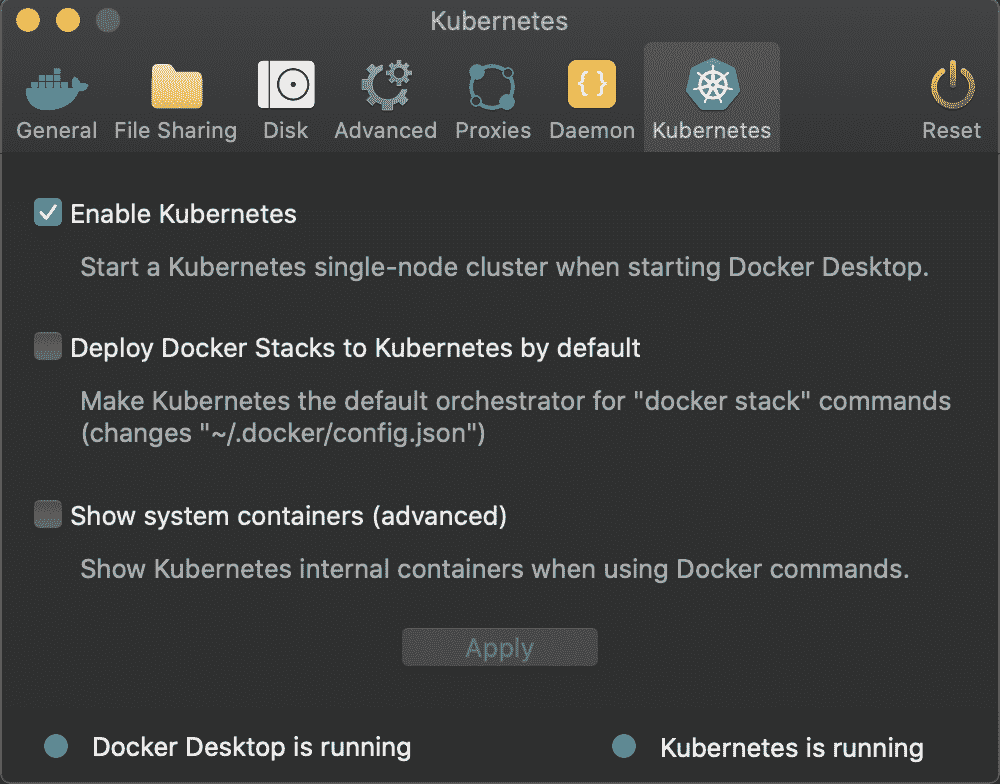 Kubernetes
General File Sharing Disk Advanced Proxies Daemon Kubernetes Reset
Enable Kubernetes
Start a Kubernetes single-node cluster when starting Docker Desktop.
Deploy Docker Stacks to Kubernetes by default
Make Kubernetes the default orchestrator for "docker stack" commands
(changes "~/.docker/config.json")
Show system containers (advanced)
Show Kubernetes internal containers when using Docker commands.
Apply
Docker Desktop is running Kubernetes is running